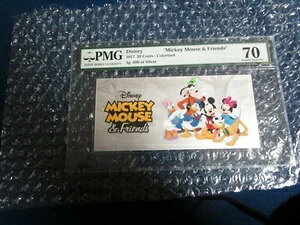 PMG
Disney 'Mickey Mouse & Friends'
2017 20 Cents - Colorized
5g .999 of Silver
70
Disney
MICKEY
MOUSE
& Friends